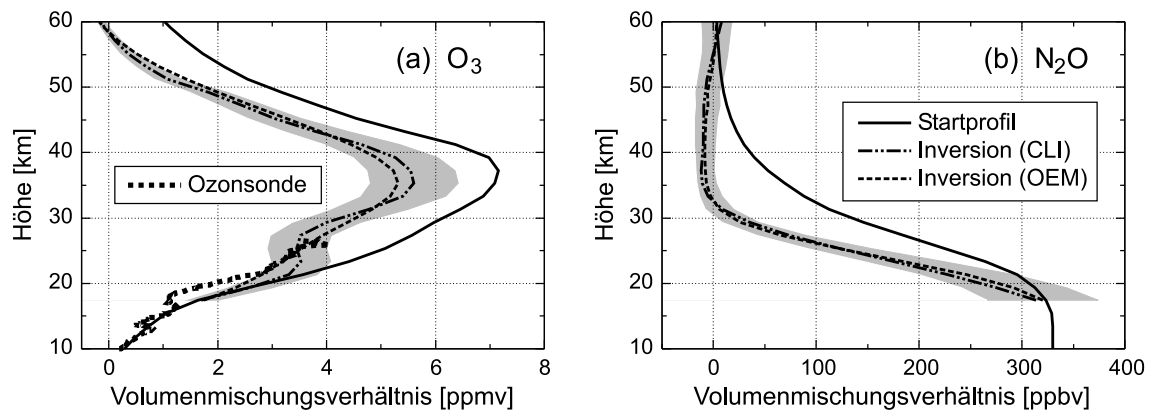 (a) O₃
Höhe [km]
60
50
40
30
20
10
Ozonsonde
0 2 4 6 8
Volumenmischungsverhältnis [ppmv]
(b) N₂O
Höhe [km]
60
50
40
30
20
10
Startprofil
Inversion (CLI)
Inversion (OEM)
0 100 200 300 400
Volumenmischungsverhältnis [ppbv]